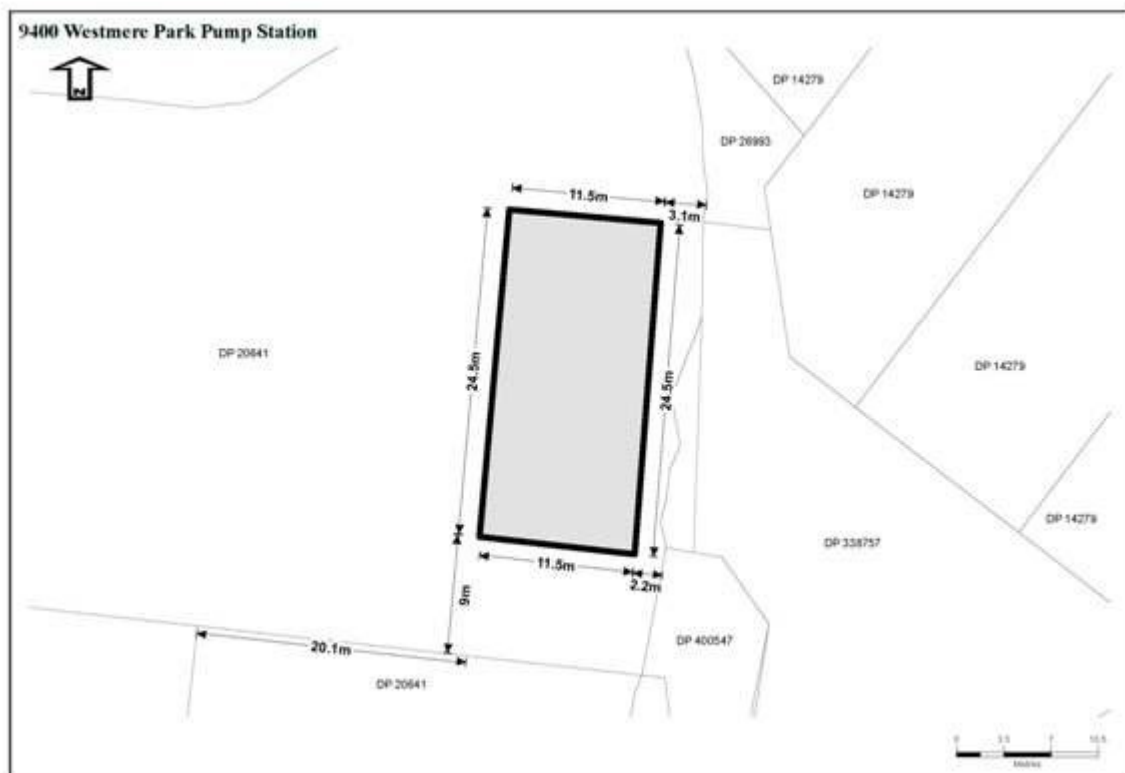 9400 Westmere Park Pump Station
N
DP 14279
DP 26993
11.5m
3.1m
DP 14279
DP 20641
24.5m
24.5m
DP 14279
DP 14279
DP 338757
11.5m
2.2m
9m
20.1m
DP 400547
DP 20641
0 3.5 7 10.5
Metres